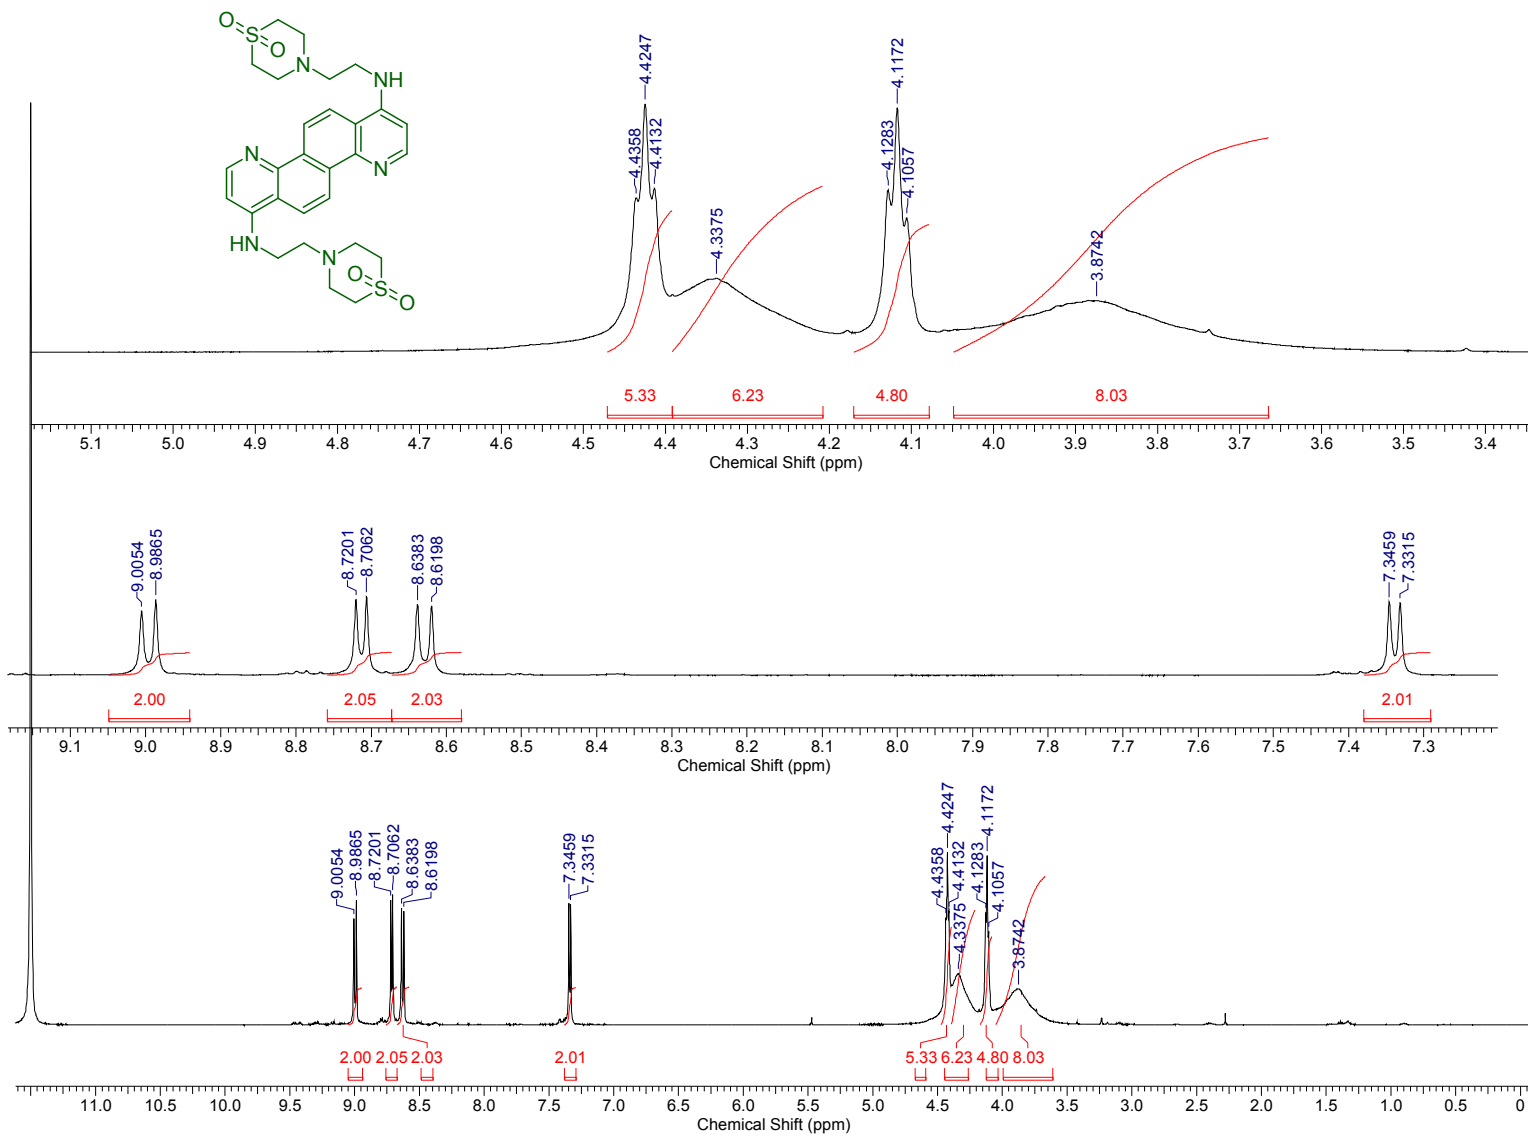 O
S
O
O
N
NH
N
N
HN
N
O
S
O
4.4358
4.4247
4.4132
4.3375
4.1283
4.1172
4.1057
3.8742
5.33 6.23 4.80 8.03
5.1 5.0 4.9 4.8 4.7 4.6 4.5 4.4 4.3 4.2 4.1 4.0 3.9 3.8 3.7 3.6 3.5 3.4
Chemical Shift (ppm)
9.0054
8.9865
8.7201
8.7062
8.6383
8.6198
7.3459
7.3315
2.00 2.05 2.03 2.01
9.1 9.0 8.9 8.8 8.7 8.6 8.5 8.4 8.3 8.2 8.1 8.0 7.9 7.8 7.7 7.6 7.5 7.4 7.3
Chemical Shift (ppm)
9.0054
8.9865
8.7201
8.7062
8.6383
8.6198
7.3459
7.3315
4.4358
4.4247
4.4132
4.3375
4.1283
4.1172
4.1057
3.8742
2.00 2.05 2.03 2.01 5.33 6.23 4.80 8.03
11.0 10.5 10.0 9.5 9.0 8.5 8.0 7.5 7.0 6.5 6.0 5.5 5.0 4.5 4.0 3.5 3.0 2.5 2.0 1.5 1.0 0.5 0
Chemical Shift (ppm)